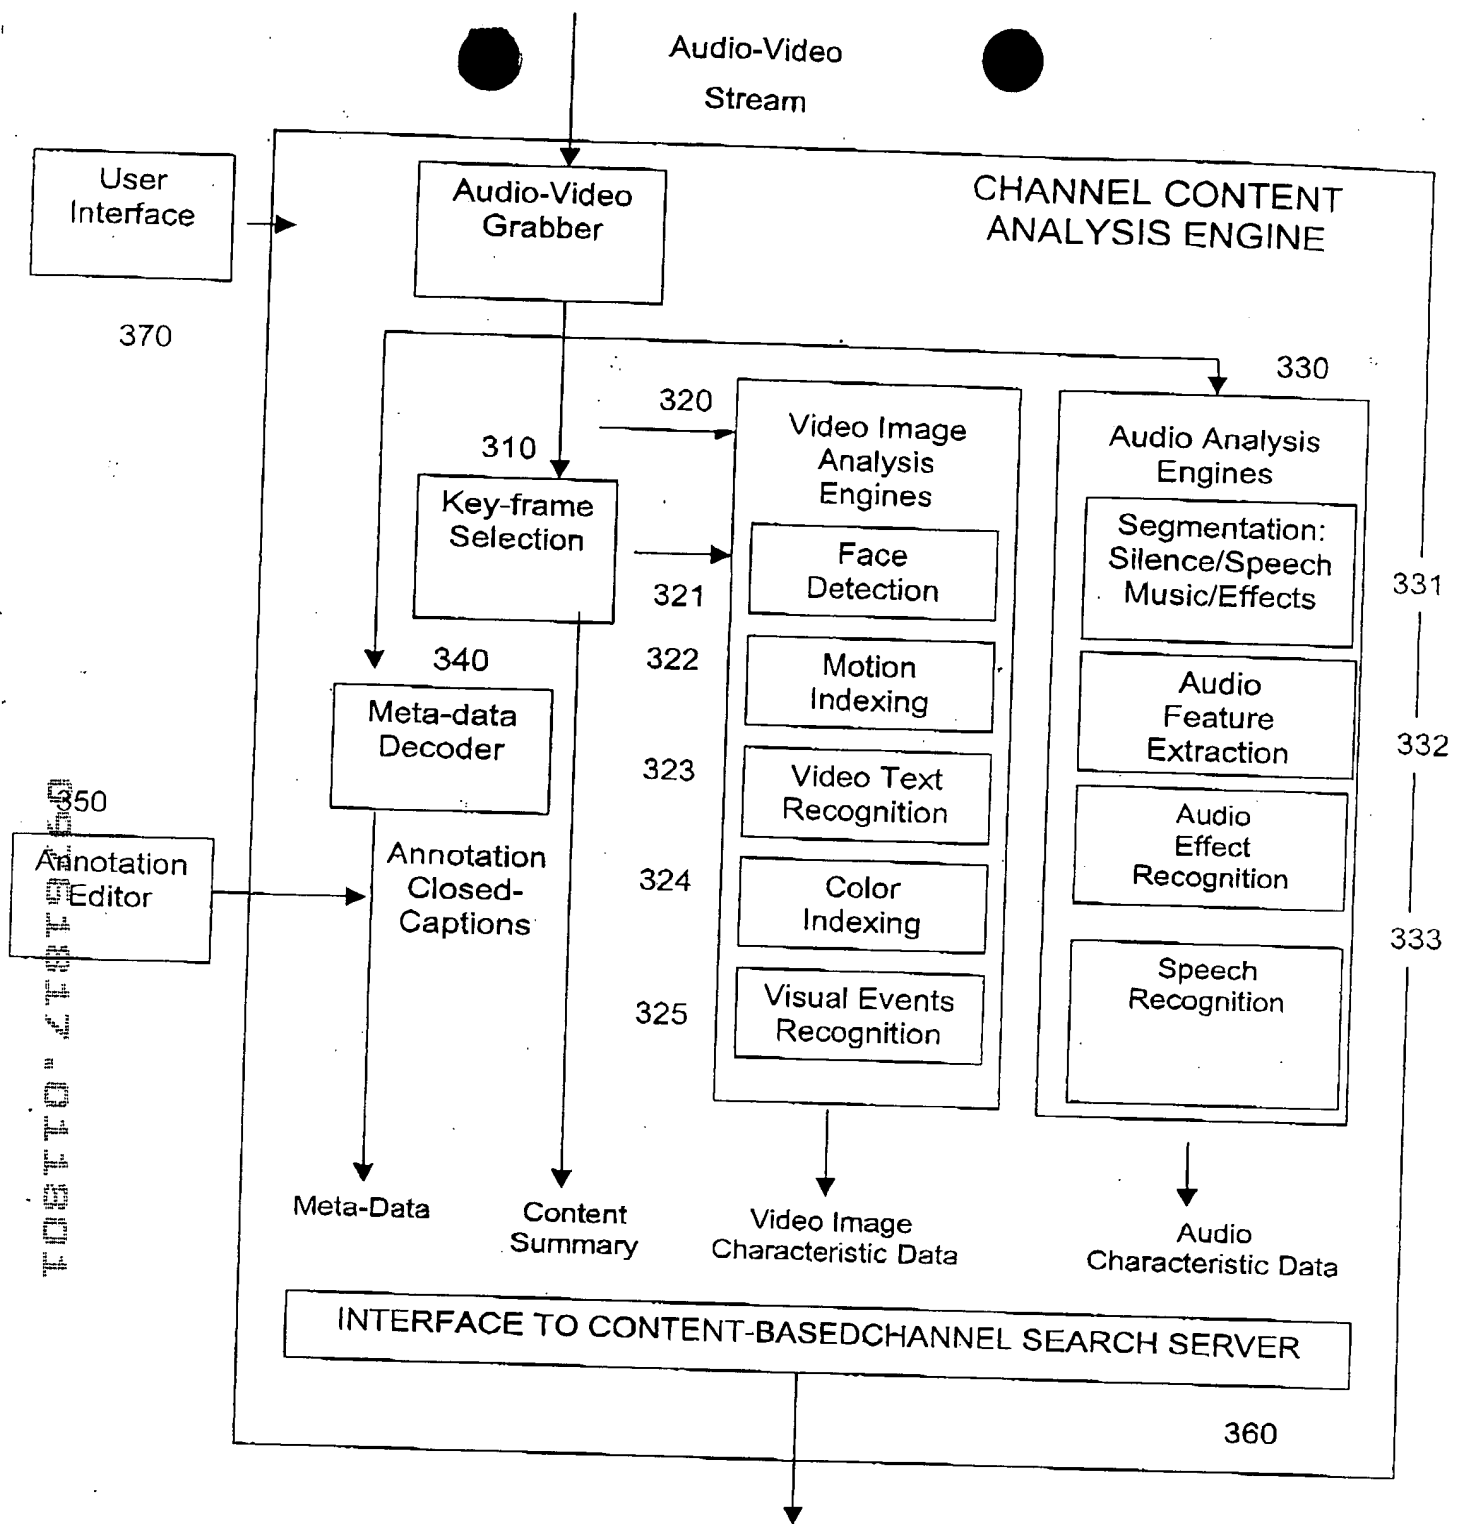 Audio-Video
Stream
User
Interface
370
Audio-Video
Grabber
CHANNEL CONTENT
ANALYSIS ENGINE
330
320
310
Key-frame
Selection
321
322
323
324
325
Video Image
Analysis
Engines
Face
Detection
Motion
Indexing
Video Text
Recognition
Color
Indexing
Visual Events
Recognition
Audio Analysis
Engines
Segmentation:
Silence/Speech
Music/Effects
331
Audio
Feature
Extraction
332
Audio
Effect
Recognition
333
Speech
Recognition
340
Meta-data
Decoder
350
Annotation
Editor
Annotation
Closed-
Captions
Meta-Data
Content
Summary
Video Image
Characteristic Data
Audio
Characteristic Data
INTERFACE TO CONTENT-BASEDCHANNEL SEARCH SERVER
360